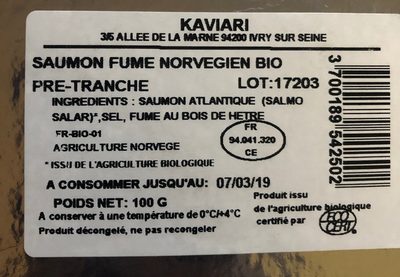 KAVIARI
3/5 ALLEE DE LA MARNE 94200 IVRY SUR SEINE
SAUMON FUME NORVEGIEN BIO
PRE-TRANCHE LOT:17203
INGREDIENTS : SAUMON ATLANTIQUE (SALMO
SALAR)*,SEL, FUME AU BOIS DE HETRE
FR-BIO-01
AGRICULTURE NORVEGE
FR
94.041.320
CE
* ISSU DE L'AGRICULTURE BIOLOGIQUE
A CONSOMMER JUSQU'AU: 07/03/19
POIDS NET: 100 G
A conserver à une température de 0°C/+4°C
Produit décongelé, ne pas recongeler
Produit issu
de l'agriculture biologique
certifié par
ECO
CERT
3 700189 542502